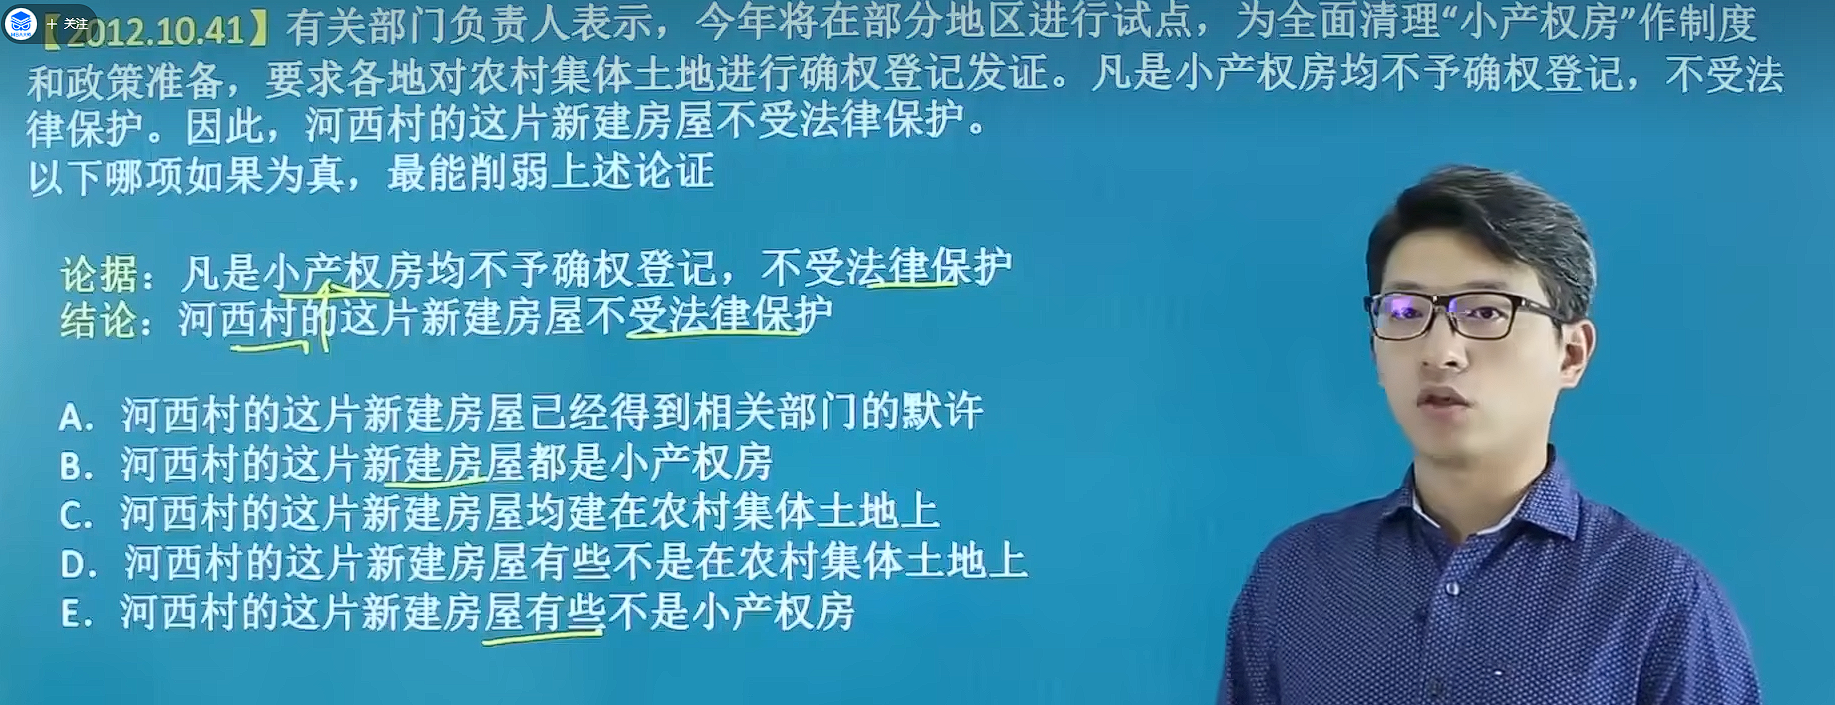 + 关注
【2012.10.41】有关部门负责人表示，今年将在部分地区进行试点，为全面清理“小产权房”作制度
和政策准备，要求各地对农村集体土地进行确权登记发证。凡是小产权房均不予确权登记，不受法
律保护。因此，河西村的这片新建房屋不受法律保护。
以下哪项如果为真，最能削弱上述论证
论据：凡是小产权房均不予确权登记，不受法律保护
结论：河西村的这片新建房屋不受法律保护
A. 河西村的这片新建房屋已经得到相关部门的默许
B. 河西村的这片新建房屋都是小产权房
C. 河西村的这片新建房屋均建在农村集体土地上
D. 河西村的这片新建房屋有些不是在农村集体土地上
E. 河西村的这片新建房屋有些不是小产权房